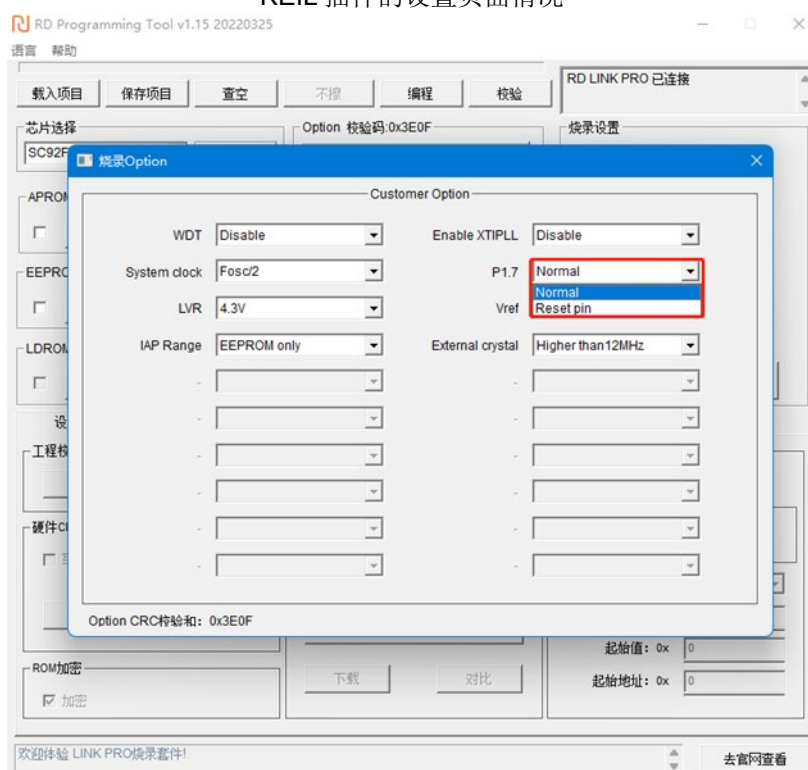 KEIL 插件的设置页面情况
RD Programming Tool v1.15 20220325
语言 帮助
载入项目 保存项目 查空 不擦 编程 校验
RD LINK PRO 已连接
芯片选择 Option 校验码:0x3E0F 烧录设置
SC92F
烧录Option
Customer Option
APROM
WDT Disable Enable XTIPLL Disable
EEPRO System clock Fosc/2 P1.7 Normal
Normal
LVR 4.3V Vref Reset pin
LDROM IAP Range EEPROM only External crystal Higher than12MHz
- -
- -
设 - -
工程校 - -
硬件CR - -
- -
Option CRC校验和: 0x3E0F
起始值: 0x 0
ROM加密 下载 对比 起始地址: 0x 0
加密
欢迎体验 LINK PRO烧录套件! 去官网查看